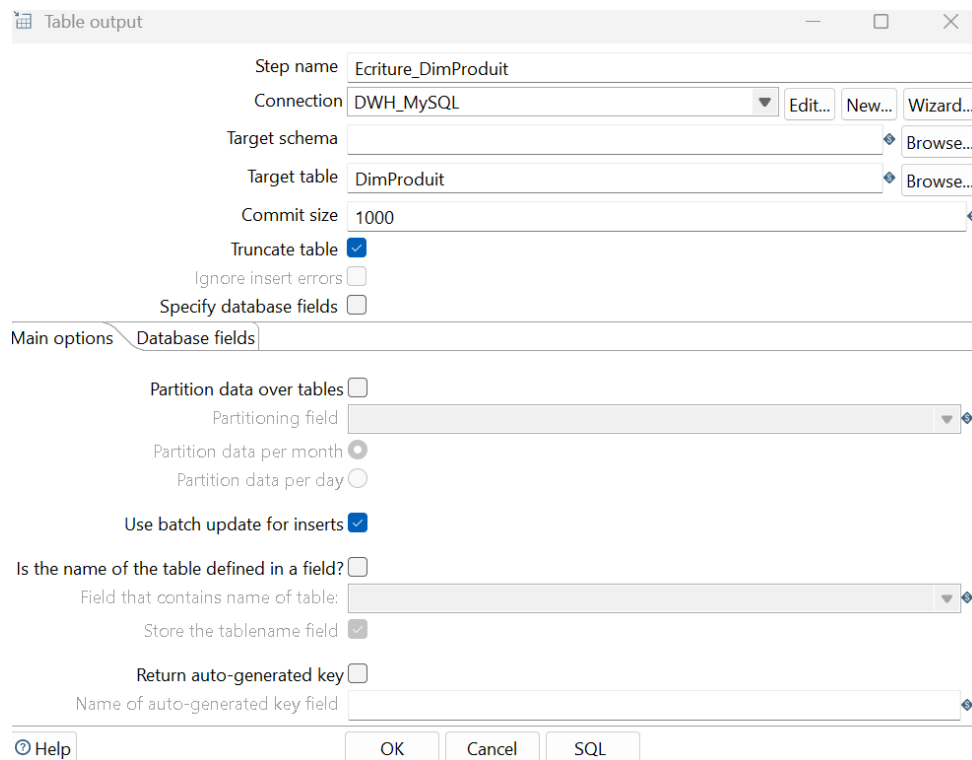 Table output
Step name Ecriture_DimProduit
Connection DWH_MySQL Edit... New... Wizard...
Target schema Browse...
Target table DimProduit Browse...
Commit size 1000
Truncate table
Ignore insert errors
Specify database fields
Main options Database fields
Partition data over tables
Partitioning field
Partition data per month
Partition data per day
Use batch update for inserts
Is the name of the table defined in a field?
Field that contains name of table:
Store the tablename field
Return auto-generated key
Name of auto-generated key field
Help OK Cancel SQL